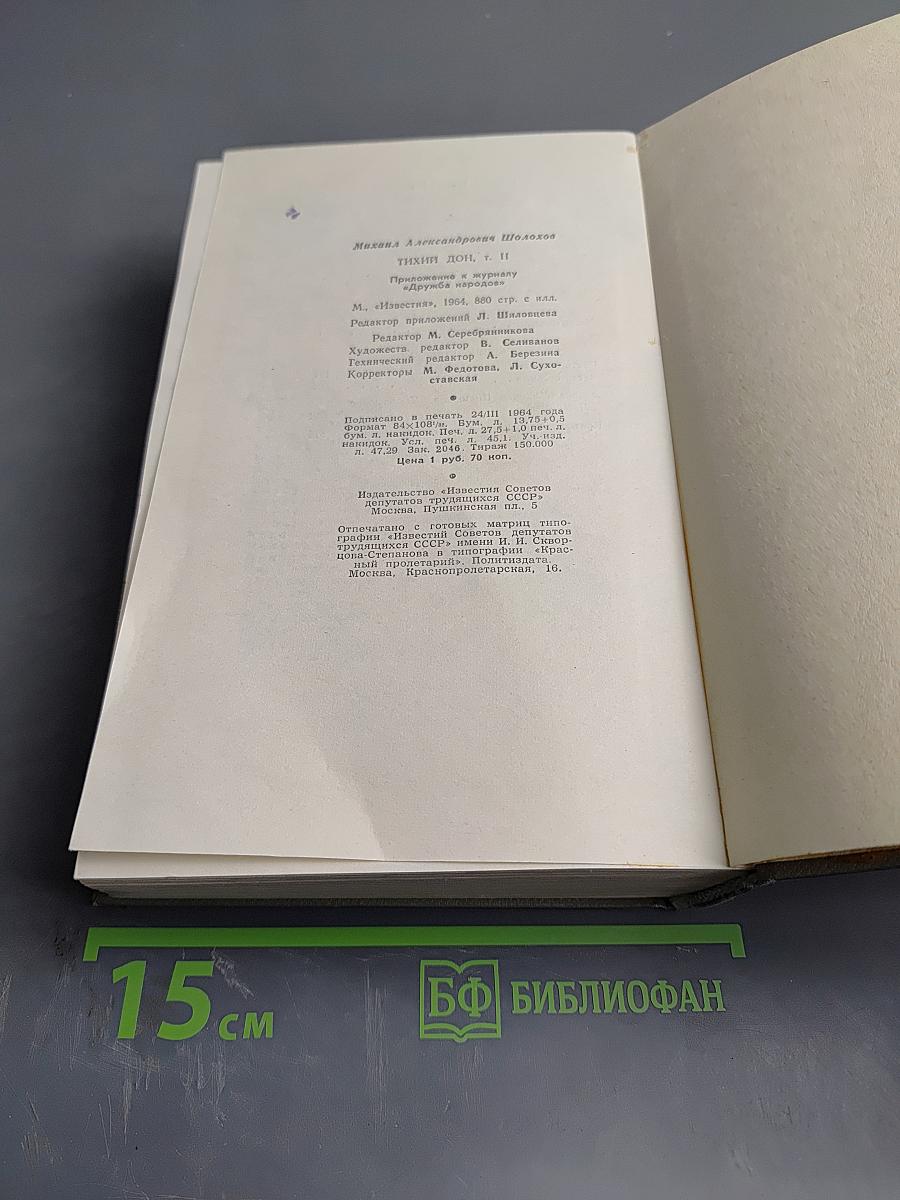 Михаил Александрович Шолохов
ТИХИЙ ДОН, т. II
Приложение к журналу
«Дружба народов»
М., «Известия», 1964, 880 стр. с илл.
Редактор приложений Л. Шиловцева
Редактор М. Серебрянникова
Художеств. редактор В. Селиванов
Технический редактор А. Березина
Корректоры М. Федотова, Л. Сухо-
ставская
Подписано в печать 24/III 1964 года
Формат 84×108¹/₃₂. Бум. л. 13,75+0,5
бум. л. накидок. Печ. л. 27,5+1,0 печ. л.
накидок. Усл. печ. л. 45,1. Уч.-изд.
л. 47,29 Зак. 2046. Тираж 150.000
Цена 1 руб. 70 коп.
Издательство «Известия Советов
депутатов трудящихся СССР»
Москва, Пушкинская пл., 5
Отпечатано с готовых матриц типо-
графии «Известий Советов депутатов
трудящихся СССР» имени И. И. Сквор-
цова-Степанова в типографии «Крас-
ный пролетарий». Политиздата.
Москва, Краснопролетарская, 16.
15 см
БФ БИБЛИОФАН